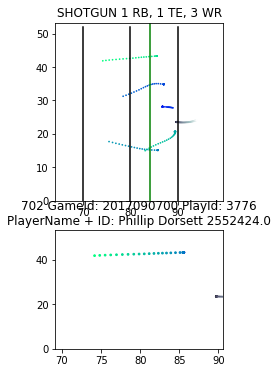 SHOTGUN 1 RB, 1 TE, 3 WR
50
40
30
20
10
0
70 80 90
702 GameId: 2017090700 PlayId: 3776
PlayerName + ID: Phillip Dorsett 2552424.0
40
20
0
70 75 80 85 90